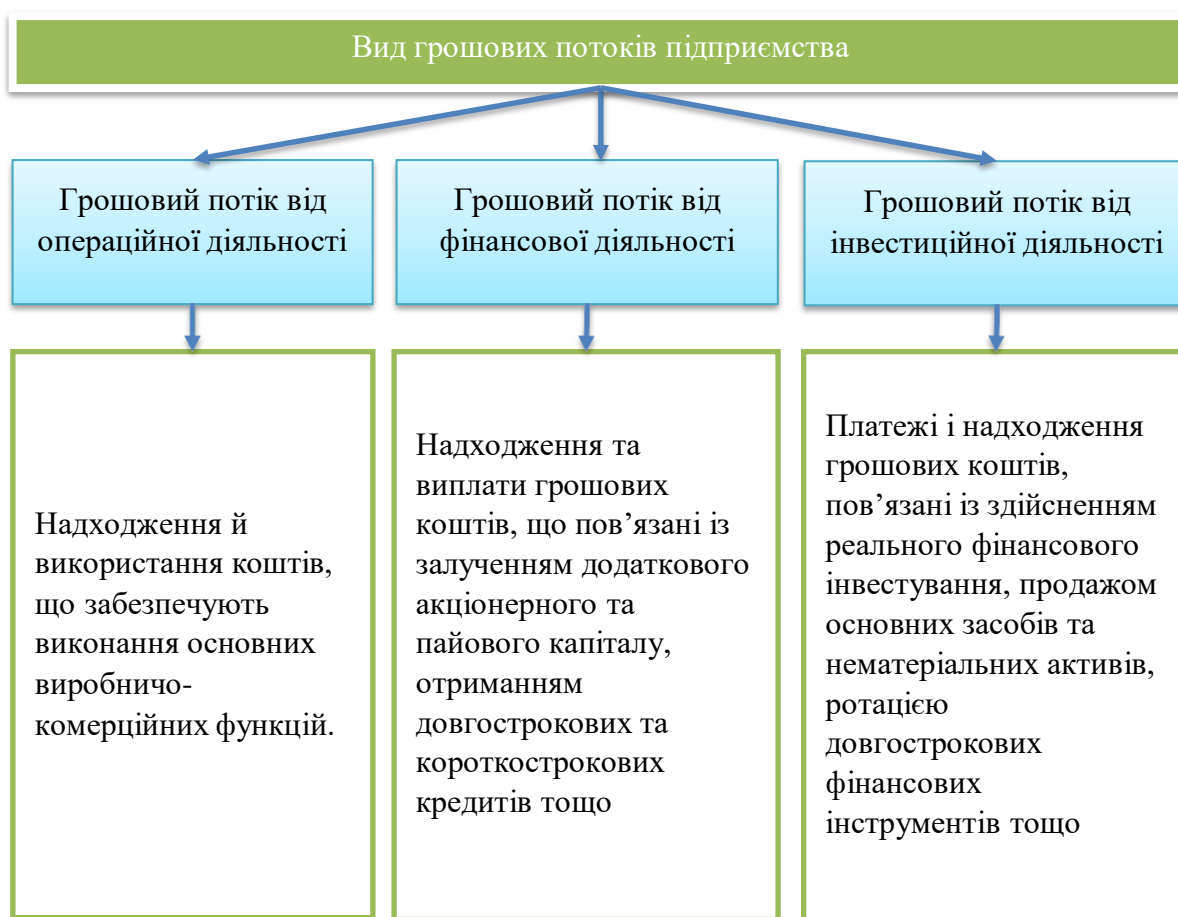 Вид грошових потоків підприємства
Грошовий потік від
операційної діяльності
Грошовий потік від
фінансової діяльності
Грошовий потік від
інвестиційної діяльності
Надходження й
використання коштів,
що забезпечують
виконання основних
виробничо-
комерційних функцій.
Надходження та
виплати грошових
коштів, що пов’язані із
залученням додаткового
акціонерного та
пайового капіталу,
отриманням
довгострокових та
короткострокових
кредитів тощо
Платежі і надходження
грошових коштів,
пов’язані із здійсненням
реального фінансового
інвестування, продажом
основних засобів та
нематеріальних активів,
ротацією
довгострокових
фінансових
інструментів тощо